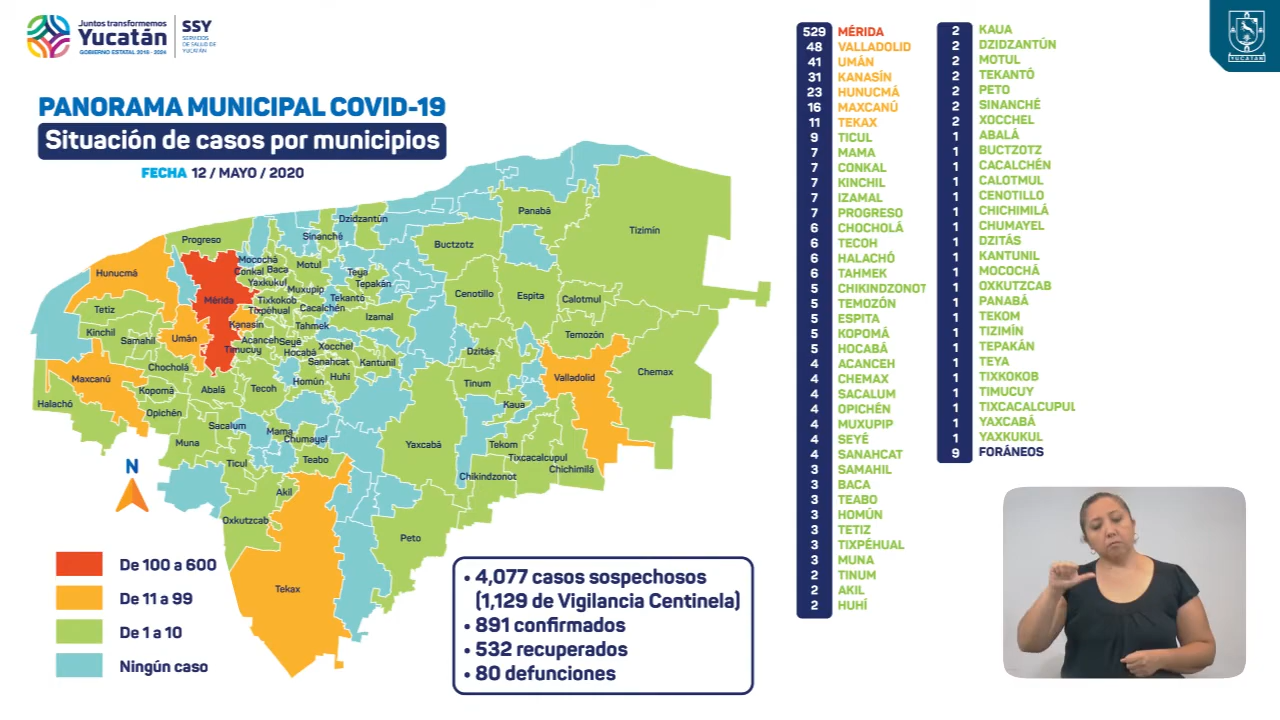 Juntos transformemos
Yucatán
GOBIERNO ESTATAL 2018 - 2024
SSY
SERVICIOS
DE SALUD DE
YUCATÁN
YUCATÁN
PANORAMA MUNICIPAL COVID-19
Situación de casos por municipios
FECHA 12 / MAYO / 2020
Dzidzantún
Panabá
Tizimín
Progreso
Sinanché
Buctzotz
Mocochá
Conkal
Baca
Motul
Hunucmá
Yaxkukul
Teya
Tepakán
Muxupip
Mérida
Tixkokob
Tekantó
Cenotillo
Espita
Calotmul
Tetiz
Tixpéhual
Cacalchén
Izamal
Kinchil
Samahil
Umán
Kanasín
Tahmek
Temozón
Timucuy
Acanceh
Seyé
Xocchel
Hocabá
Sanahcat
Kantunil
Dzitás
Chocholá
Maxcanú
Kopomá
Abalá
Tecoh
Homún
Huhí
Tinum
Valladolid
Chemax
Halachó
Opichén
Kaua
Sacalum
Mama
Chumayel
Muna
Yaxcabá
Tekom
Tixcacalcupul
Ticul
Teabo
Chikindzonot
Chichimilá
Akil
Oxkutzcab
Peto
Tekax
N
De 100 a 600
De 11 a 99
De 1 a 10
Ningún caso
• 4,077 casos sospechosos
(1,129 de Vigilancia Centinela)
• 891 confirmados
• 532 recuperados
• 80 defunciones
529 MÉRIDA
48 VALLADOLID
41 UMÁN
31 KANASÍN
23 HUNUCMÁ
16 MAXCANÚ
11 TEKAX
9 TICUL
7 MAMA
7 CONKAL
7 KINCHIL
7 IZAMAL
7 PROGRESO
6 CHOCHOLÁ
6 TECOH
6 HALACHÓ
6 TAHMEK
5 CHIKINDZONOT
5 TEMOZÓN
5 ESPITA
5 KOPOMÁ
5 HOCABÁ
4 ACANCEH
4 CHEMAX
4 SACALUM
4 OPICHÉN
4 MUXUPIP
4 SEYÉ
4 SANAHCAT
3 SAMAHIL
3 BACA
3 TEABO
3 HOMÚN
3 TETIZ
3 TIXPÉHUAL
3 MUNA
2 TINUM
2 AKIL
2 HUHÍ
2 KAUA
2 DZIDZANTÚN
2 MOTUL
2 TEKANTÓ
2 PETO
2 SINANCHÉ
2 XOCCHEL
1 ABALÁ
1 BUCTZOTZ
1 CACALCHÉN
1 CALOTMUL
1 CENOTILLO
1 CHICHIMILÁ
1 CHUMAYEL
1 DZITÁS
1 KANTUNIL
1 MOCOCHÁ
1 OXKUTZCAB
1 PANABÁ
1 TEKOM
1 TIZIMÍN
1 TEPAKÁN
1 TEYA
1 TIXKOKOB
1 TIMUCUY
1 TIXCACALCUPUL
1 YAXCABÁ
1 YAXKUKUL
9 FORÁNEOS